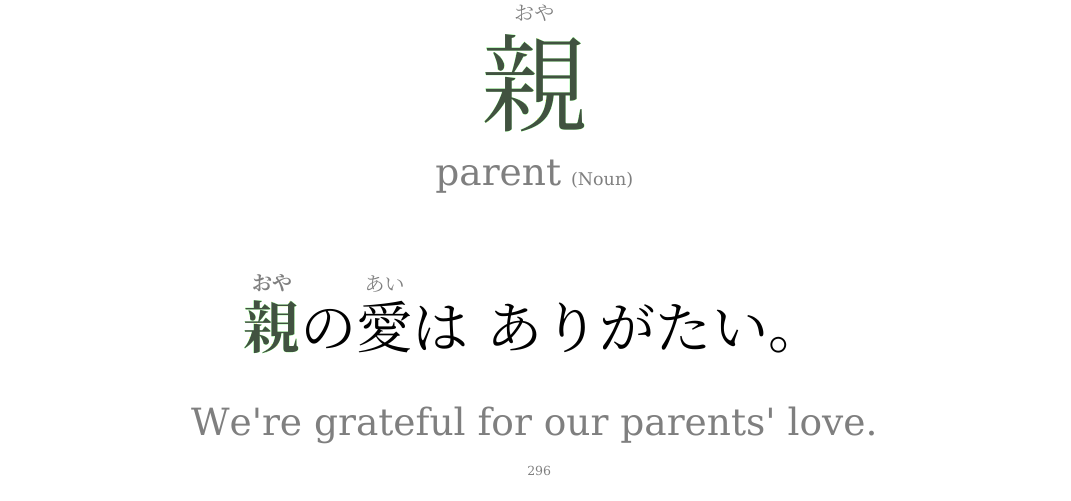 おや
親
parent (Noun)
おや あい
親の愛は ありがたい。
We're grateful for our parents' love.
296